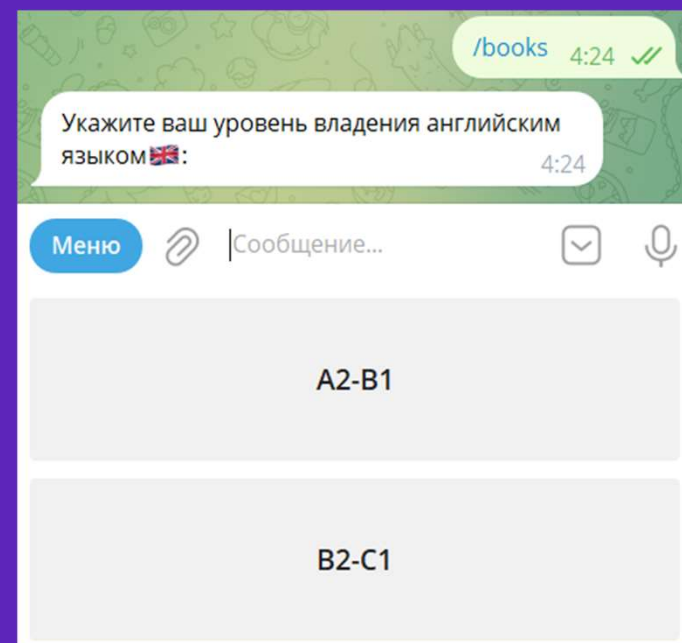 /books 4:24
Укажите ваш уровень владения английским
языком🇬🇧:
4:24
Меню Сообщение...
A2-B1
B2-C1